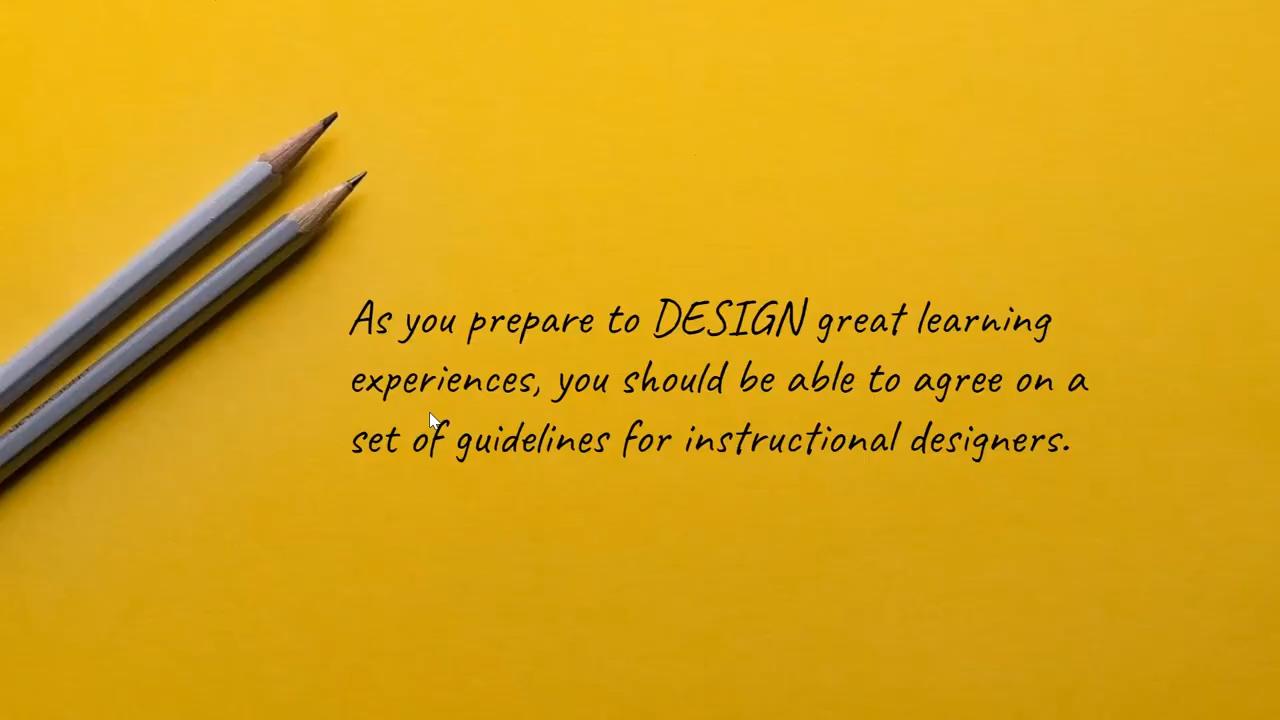 As you prepare to DESIGN great learning
experiences, you should be able to agree on a
set of guidelines for instructional designers.